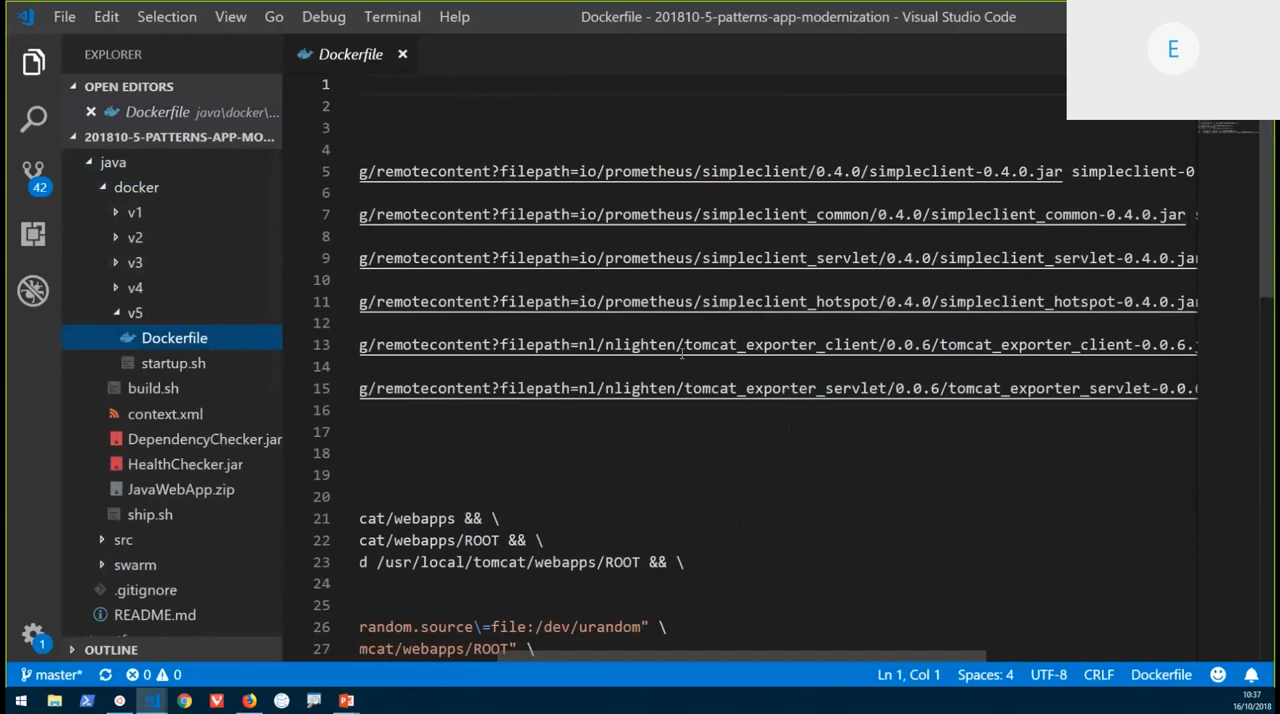 File Edit Selection View Go Debug Terminal Help
Dockerfile - 201810-5-patterns-app-modernization - Visual Studio Code
E
EXPLORER
OPEN EDITORS
Dockerfile java\docker\...
201810-5-PATTERNS-APP-MO...
java
docker
v1
v2
v3
v4
v5
Dockerfile
startup.sh
build.sh
context.xml
DependencyChecker.jar
HealthChecker.jar
JavaWebApp.zip
ship.sh
src
swarm
.gitignore
README.md
OUTLINE
42
1
Dockerfile
1
2
3
4
5 g/remotecontent?filepath=io/prometheus/simpleclient/0.4.0/simpleclient-0.4.0.jar simpleclient-0
6
7 g/remotecontent?filepath=io/prometheus/simpleclient_common/0.4.0/simpleclient_common-0.4.0.jar s
8
9 g/remotecontent?filepath=io/prometheus/simpleclient_servlet/0.4.0/simpleclient_servlet-0.4.0.jar
10
11 g/remotecontent?filepath=io/prometheus/simpleclient_hotspot/0.4.0/simpleclient_hotspot-0.4.0.jar
12
13 g/remotecontent?filepath=nl/nlighten/tomcat_exporter_client/0.0.6/tomcat_exporter_client-0.0.6.j
14
15 g/remotecontent?filepath=nl/nlighten/tomcat_exporter_servlet/0.0.6/tomcat_exporter_servlet-0.0.6
16
17
18
19
20
21 cat/webapps && \
22 cat/webapps/ROOT && \
23 d /usr/local/tomcat/webapps/ROOT && \
24
25
26 random.source\=file:/dev/urandom" \
27 mcat/webapps/ROOT" \
master* 0 0 Ln 1, Col 1 Spaces: 4 UTF-8 CRLF Dockerfile
10:37
16/10/2018